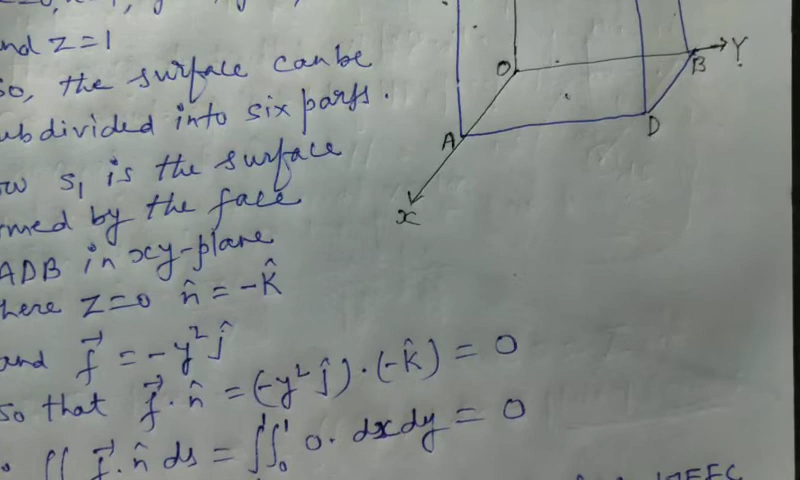 and z=1
So, the surface can be
subdivided into six parts.
S₁ is the surface
formed by the face
OADB in xy-plane
where z=0 n̂ = -k̂
and f⃗ = -y² ĵ
So that f⃗ . n̂ = (-y² ĵ) . (-k̂) = 0
∬ f⃗ . n̂ ds = ∫₀¹∫₀¹ 0. dxdy = 0
O
B
Y
A
D
X